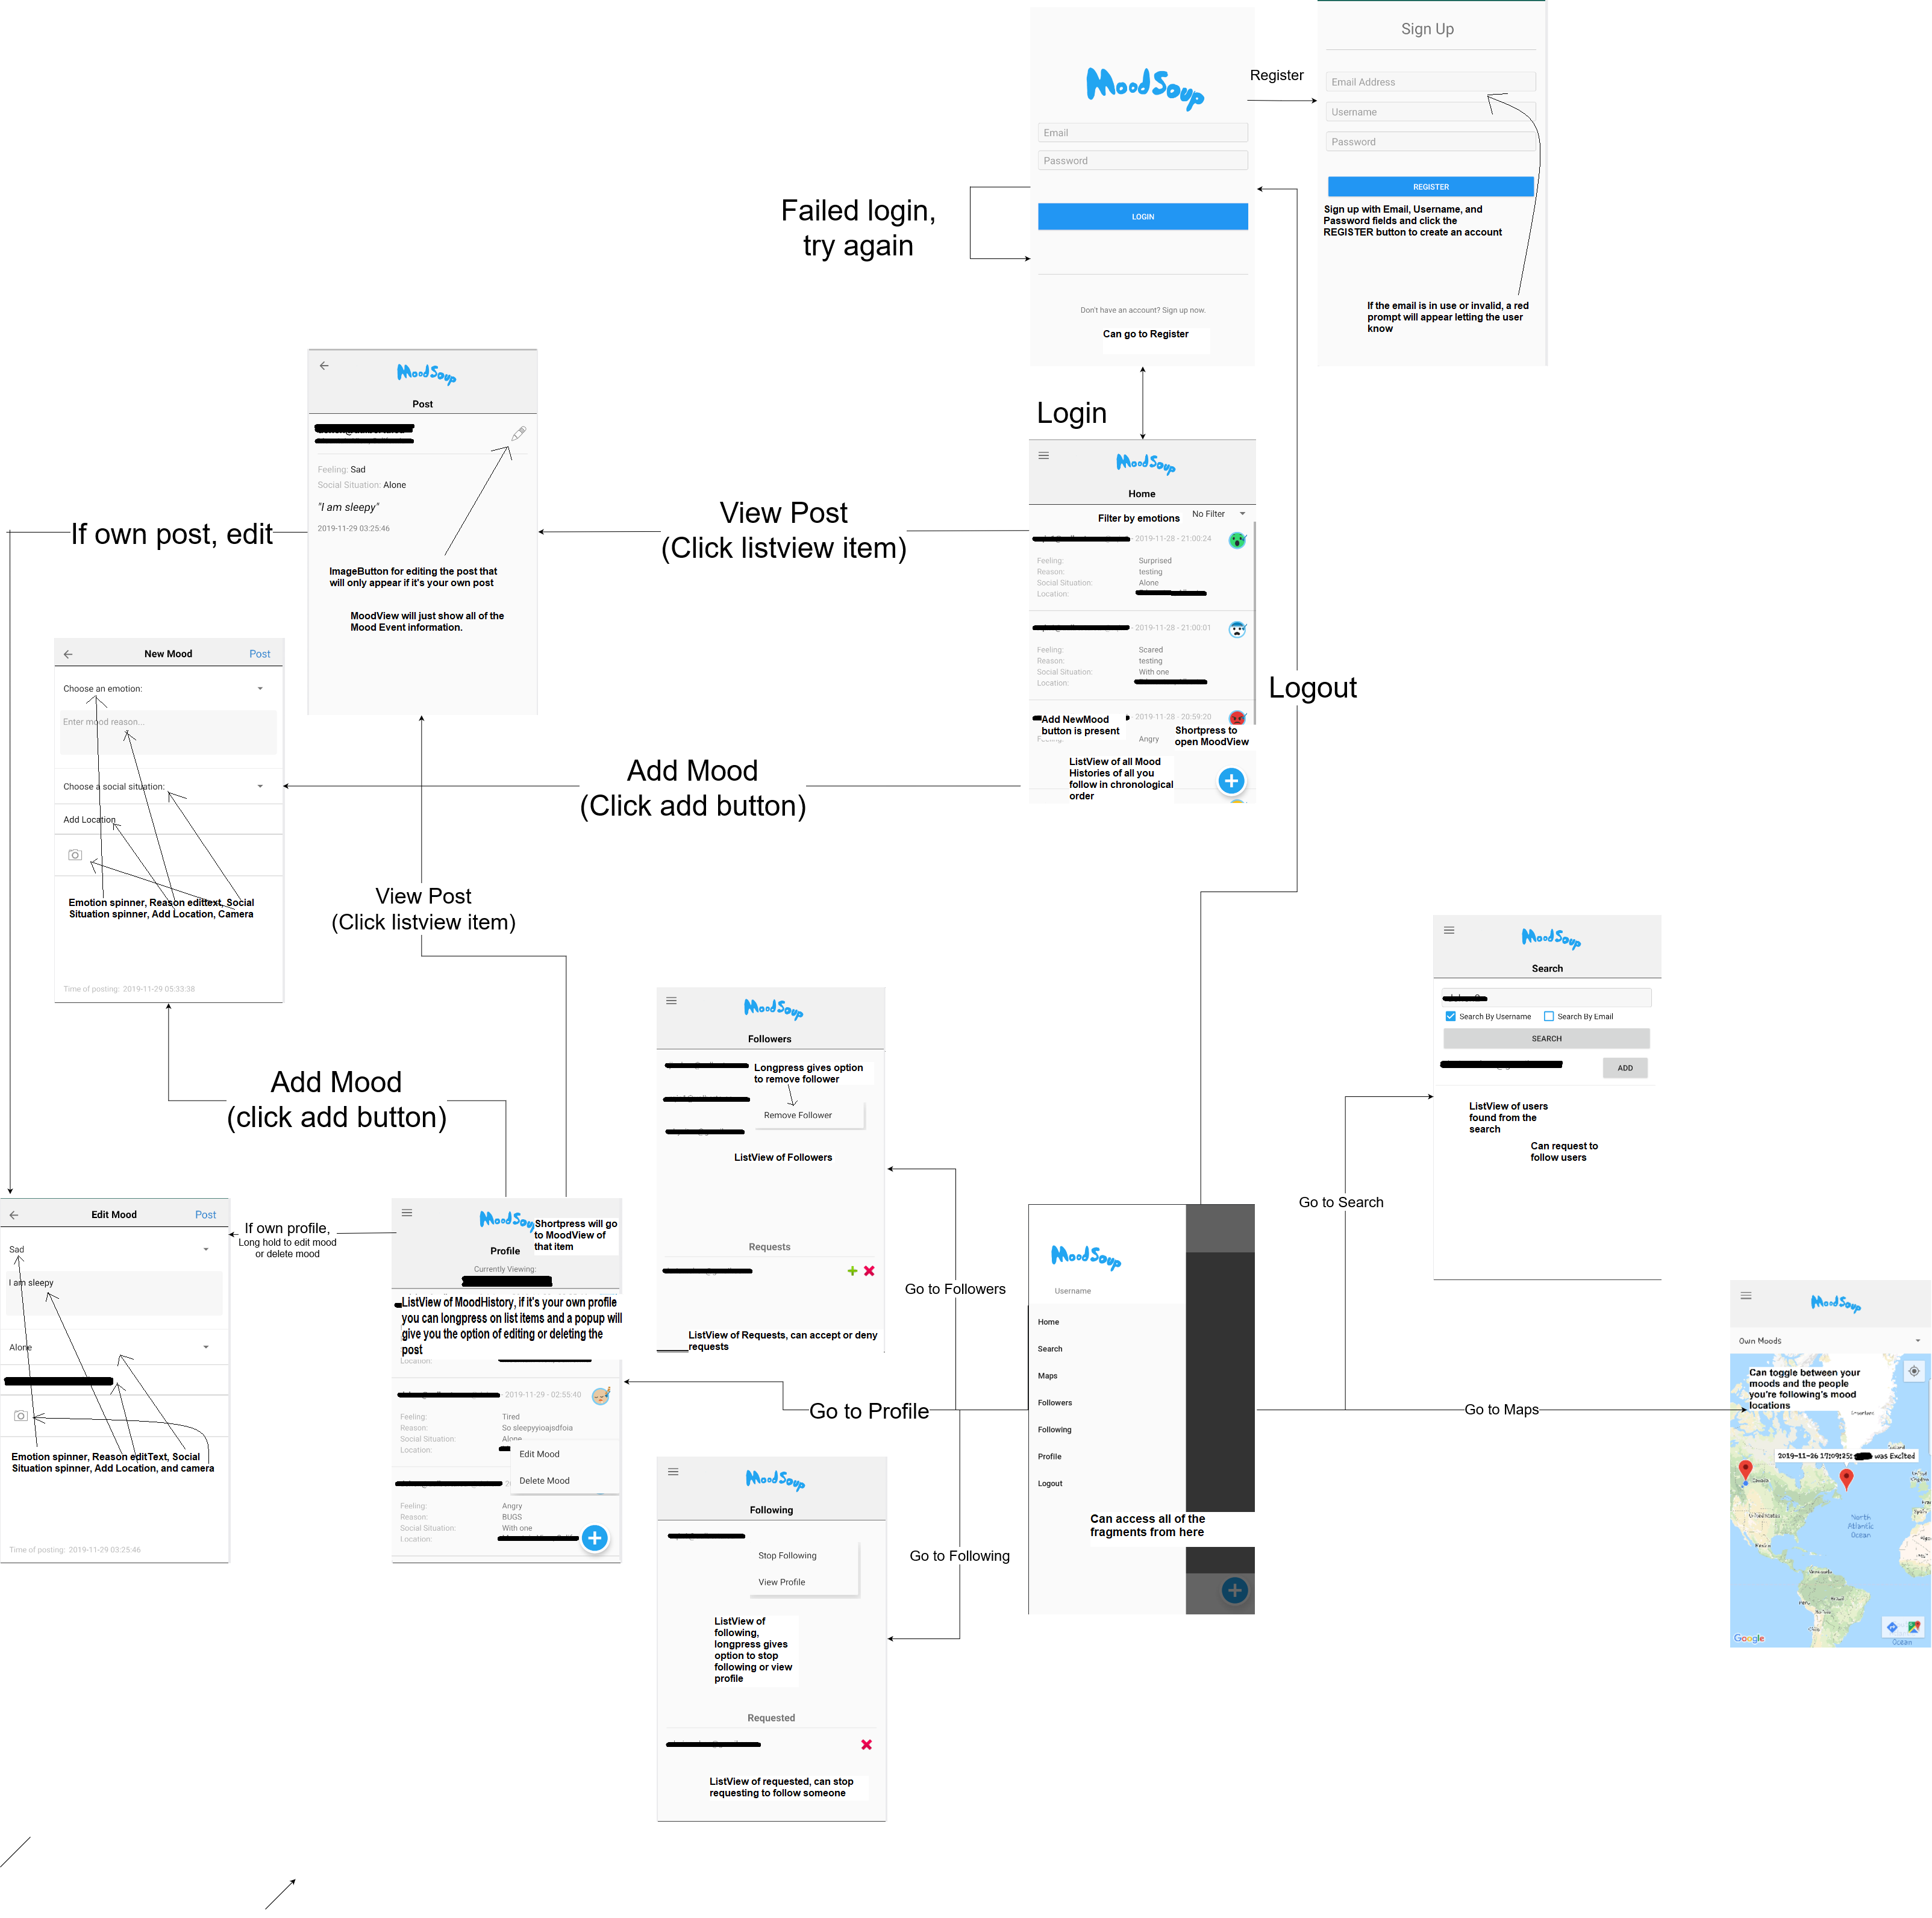 MoodSoup
Email
Password
LOGIN
Don't have an account? Sign up now.
Can go to Register
Register
Sign Up
Email Address
Username
Password
REGISTER
Sign up with Email, Username, and
Password fields and click the
REGISTER button to create an account
If the email is in use or invalid, a red
prompt will appear letting the user
know
Failed login,
try again
Login
MoodSoup
Post
Feeling: Sad
Social Situation: Alone
"I am sleepy"
2019-11-29 03:25:46
ImageButton for editing the post that
will only appear if it's your own post
MoodView will just show all of the
Mood Event information.
If own post, edit
View Post
(Click listview item)
MoodSoup
Home
Filter by emotions
No Filter
- 2019-11-28 - 21:00:24
Feeling: Surprised
Reason: testing
Social Situation: Alone
Location:
- 2019-11-28 - 21:00:01
Feeling: Scared
Reason: testing
Social Situation: With one
Location:
- 2019-11-28 - 20:59:20
Add NewMood
button is present
Feeling: Angry
Shortpress to
open MoodView
ListView of all Mood
Histories of all you
follow in chronological
order
Logout
New Mood
Post
Choose an emotion:
Enter mood reason...
Choose a social situation:
Add Location
Emotion spinner, Reason edittext, Social
Situation spinner, Add Location, Camera
Time of posting: 2019-11-29 05:33:38
Add Mood
(Click add button)
View Post
(Click listview item)
Add Mood
(click add button)
MoodSoup
Followers
Longpress gives option
to remove follower
Remove Follower
ListView of Followers
Requests
ListView of Requests, can accept or deny
requests
MoodSoup
Search
Search By Username
Search By Email
SEARCH
ADD
ListView of users
found from the
search
Can request to
follow users
Go to Search
Edit Mood
Post
Sad
I am sleepy
Alone
Emotion spinner, Reason editText, Social
Situation spinner, Add Location, and camera
Time of posting: 2019-11-29 03:25:46
If own profile,
Long hold to edit mood
or delete mood
MoodSoup
Shortpress will go
to MoodView of
that item
Profile
Currently Viewing:
ListView of MoodHistory, if it's your own profile
you can longpress on list items and a popup will
give you the option of editing or deleting the
post
Location:
- 2019-11-29 - 02:55:40
Feeling: Tired
Reason: So sleepyyioajsdfoia
Social Situation: Alone
Location:
Edit Mood
Delete Mood
Feeling: Angry
Reason: BUGS
Social Situation: With one
Location:
Go to Followers
Go to Profile
Go to Following
MoodSoup
Username
Home
Search
Maps
Followers
Following
Profile
Logout
Can access all of the
fragments from here
Go to Maps
MoodSoup
Own Moods
Can toggle between your
moods and the people
you're following's mood
locations
2019-11-26 17:09:25:
was Excited
Canada
United States
Mexico
Venezuela
Brazil
Peru
Chile
North
Atlantic
Ocean
Google
Ocean
MoodSoup
Following
Stop Following
View Profile
ListView of
following,
longpress gives
option to stop
following or view
profile
Requested
ListView of requested, can stop
requesting to follow someone